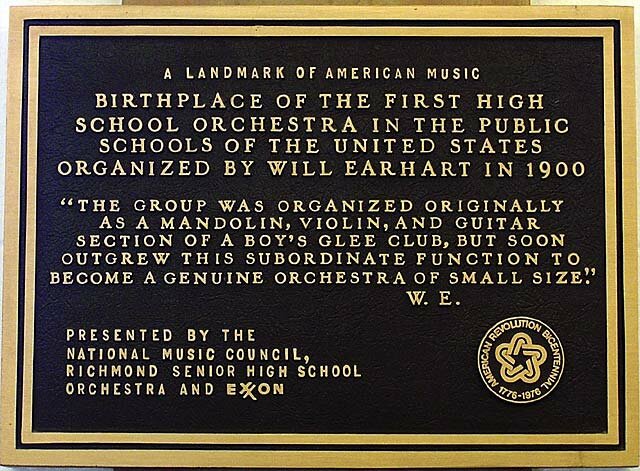 A LANDMARK OF AMERICAN MUSIC
BIRTHPLACE OF THE FIRST HIGH
SCHOOL ORCHESTRA IN THE PUBLIC
SCHOOLS OF THE UNITED STATES
ORGANIZED BY WILL EARHART IN 1900
"THE GROUP WAS ORGANIZED ORIGINALLY
AS A MANDOLIN, VIOLIN, AND GUITAR
SECTION OF A BOY'S GLEE CLUB, BUT SOON
OUTGREW THIS SUBORDINATE FUNCTION TO
BECOME A GENUINE ORCHESTRA OF SMALL SIZE."
W. E.
PRESENTED BY THE
NATIONAL MUSIC COUNCIL,
RICHMOND SENIOR HIGH SCHOOL
ORCHESTRA AND EXXON
AMERICAN REVOLUTION BICENTENNIAL
1776-1976